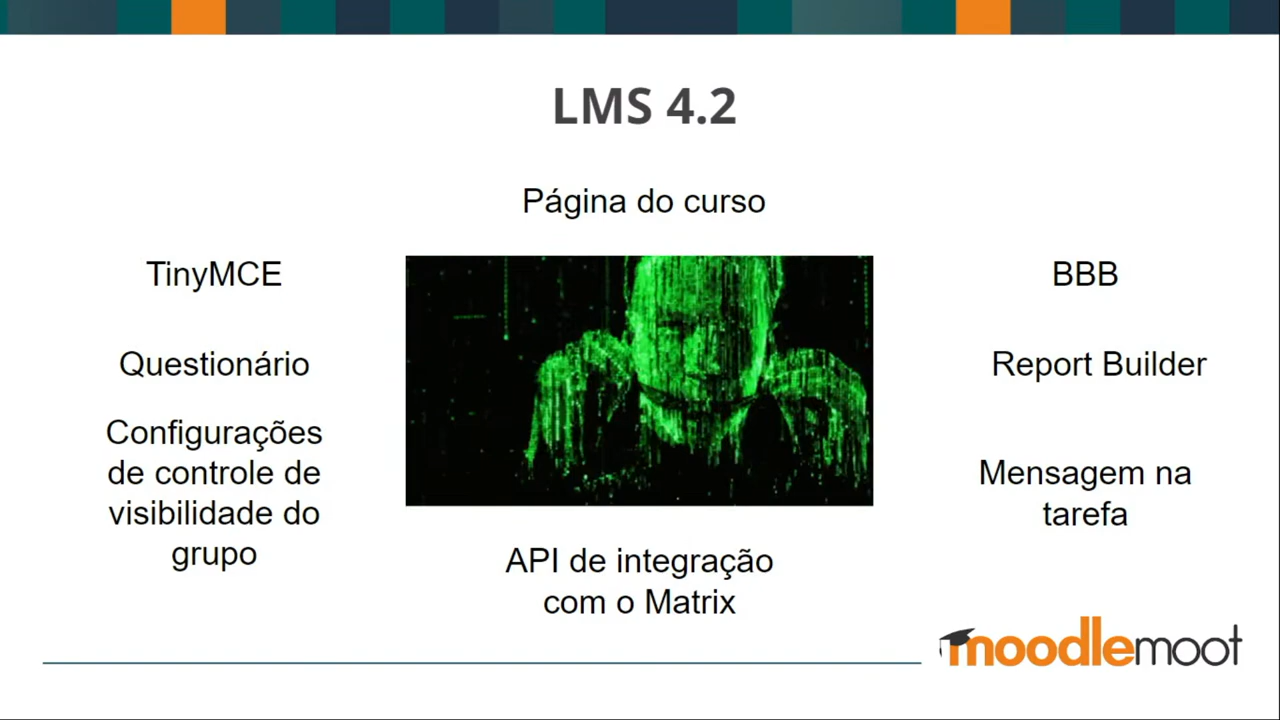 LMS 4.2
Página do curso
TinyMCE
BBB
Questionário
Report Builder
Configurações
de controle de
visibilidade do
grupo
Mensagem na
tarefa
API de integração
com o Matrix
moodlemoot